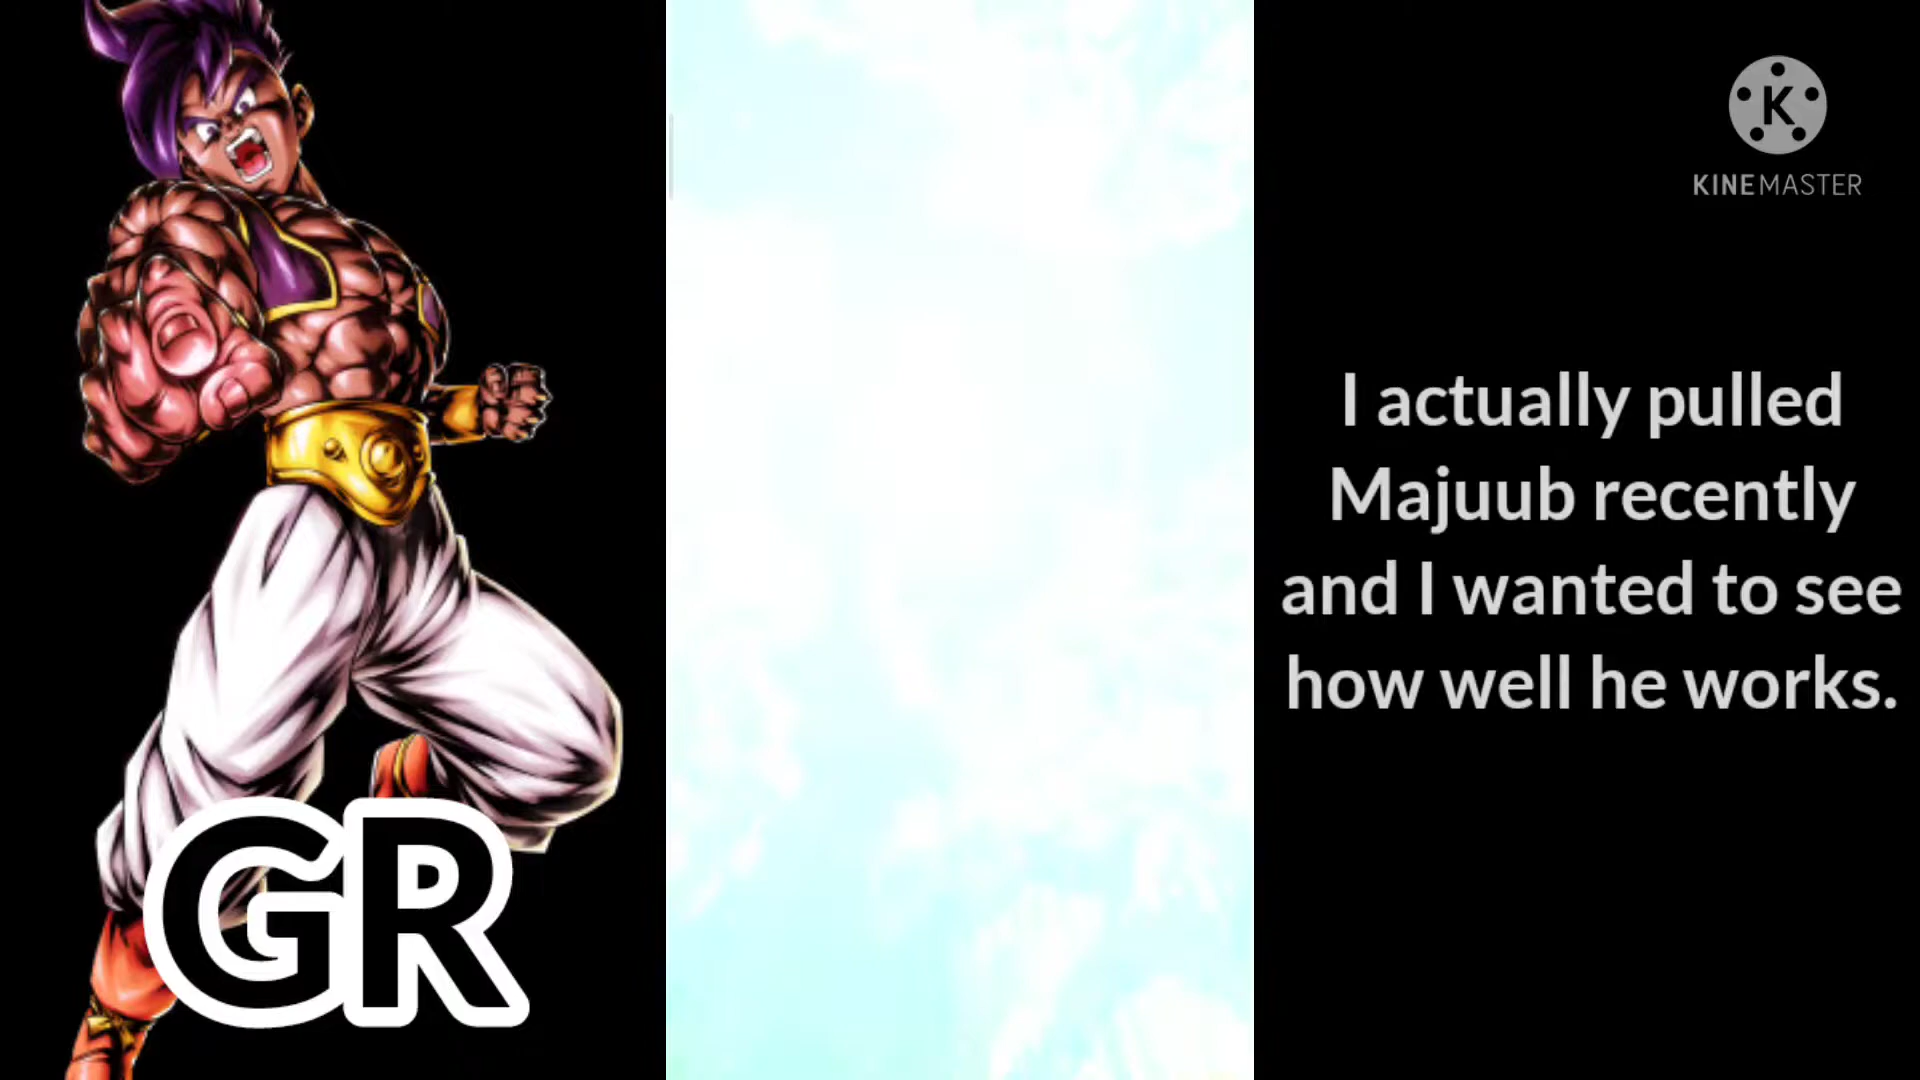 KINEMASTER
I actually pulled
Majuub recently
and I wanted to see
how well he works.
GR